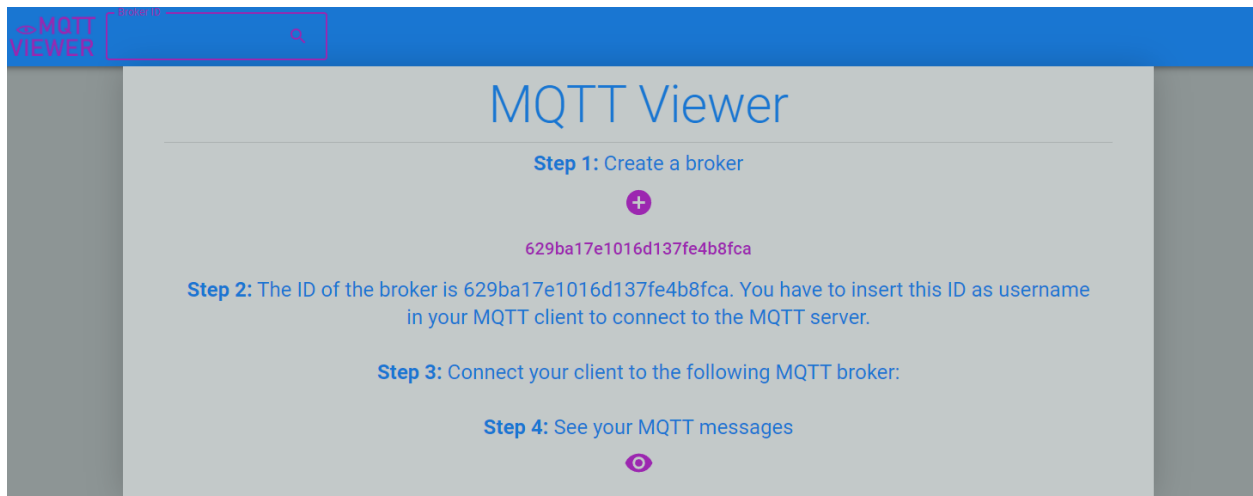 MQTT
VIEWER
Broker ID
MQTT Viewer
Step 1: Create a broker
629ba17e1016d137fe4b8fca
Step 2: The ID of the broker is 629ba17e1016d137fe4b8fca. You have to insert this ID as username
in your MQTT client to connect to the MQTT server.
Step 3: Connect your client to the following MQTT broker:
Step 4: See your MQTT messages